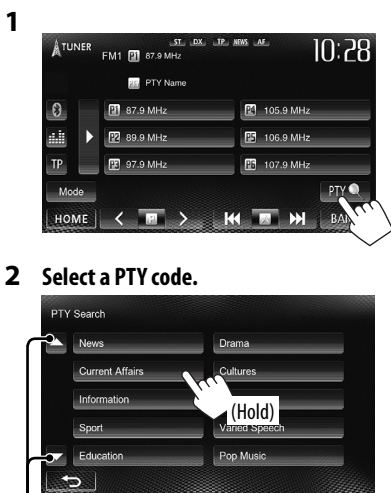 1
TUNER
ST DX TP NEWS AF
FM1 P1 87.9 MHz
10:28
PTY Name
P1 87.9 MHz
P4 105.9 MHz
P2 89.9 MHz
P5 106.9 MHz
P3 97.9 MHz
P6 107.9 MHz
TP
Mode
PTY
HOME
2 Select a PTY code.
PTY Search
News
Drama
Current Affairs
Cultures
Information
(Hold)
Sport
Varied Speech
Education
Pop Music